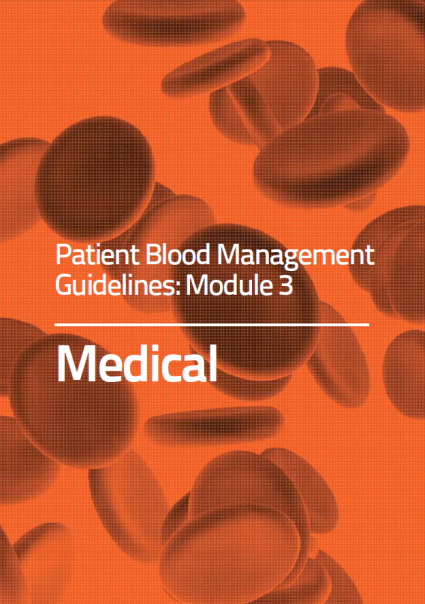 Patient Blood Management
Guidelines: Module 3
Medical